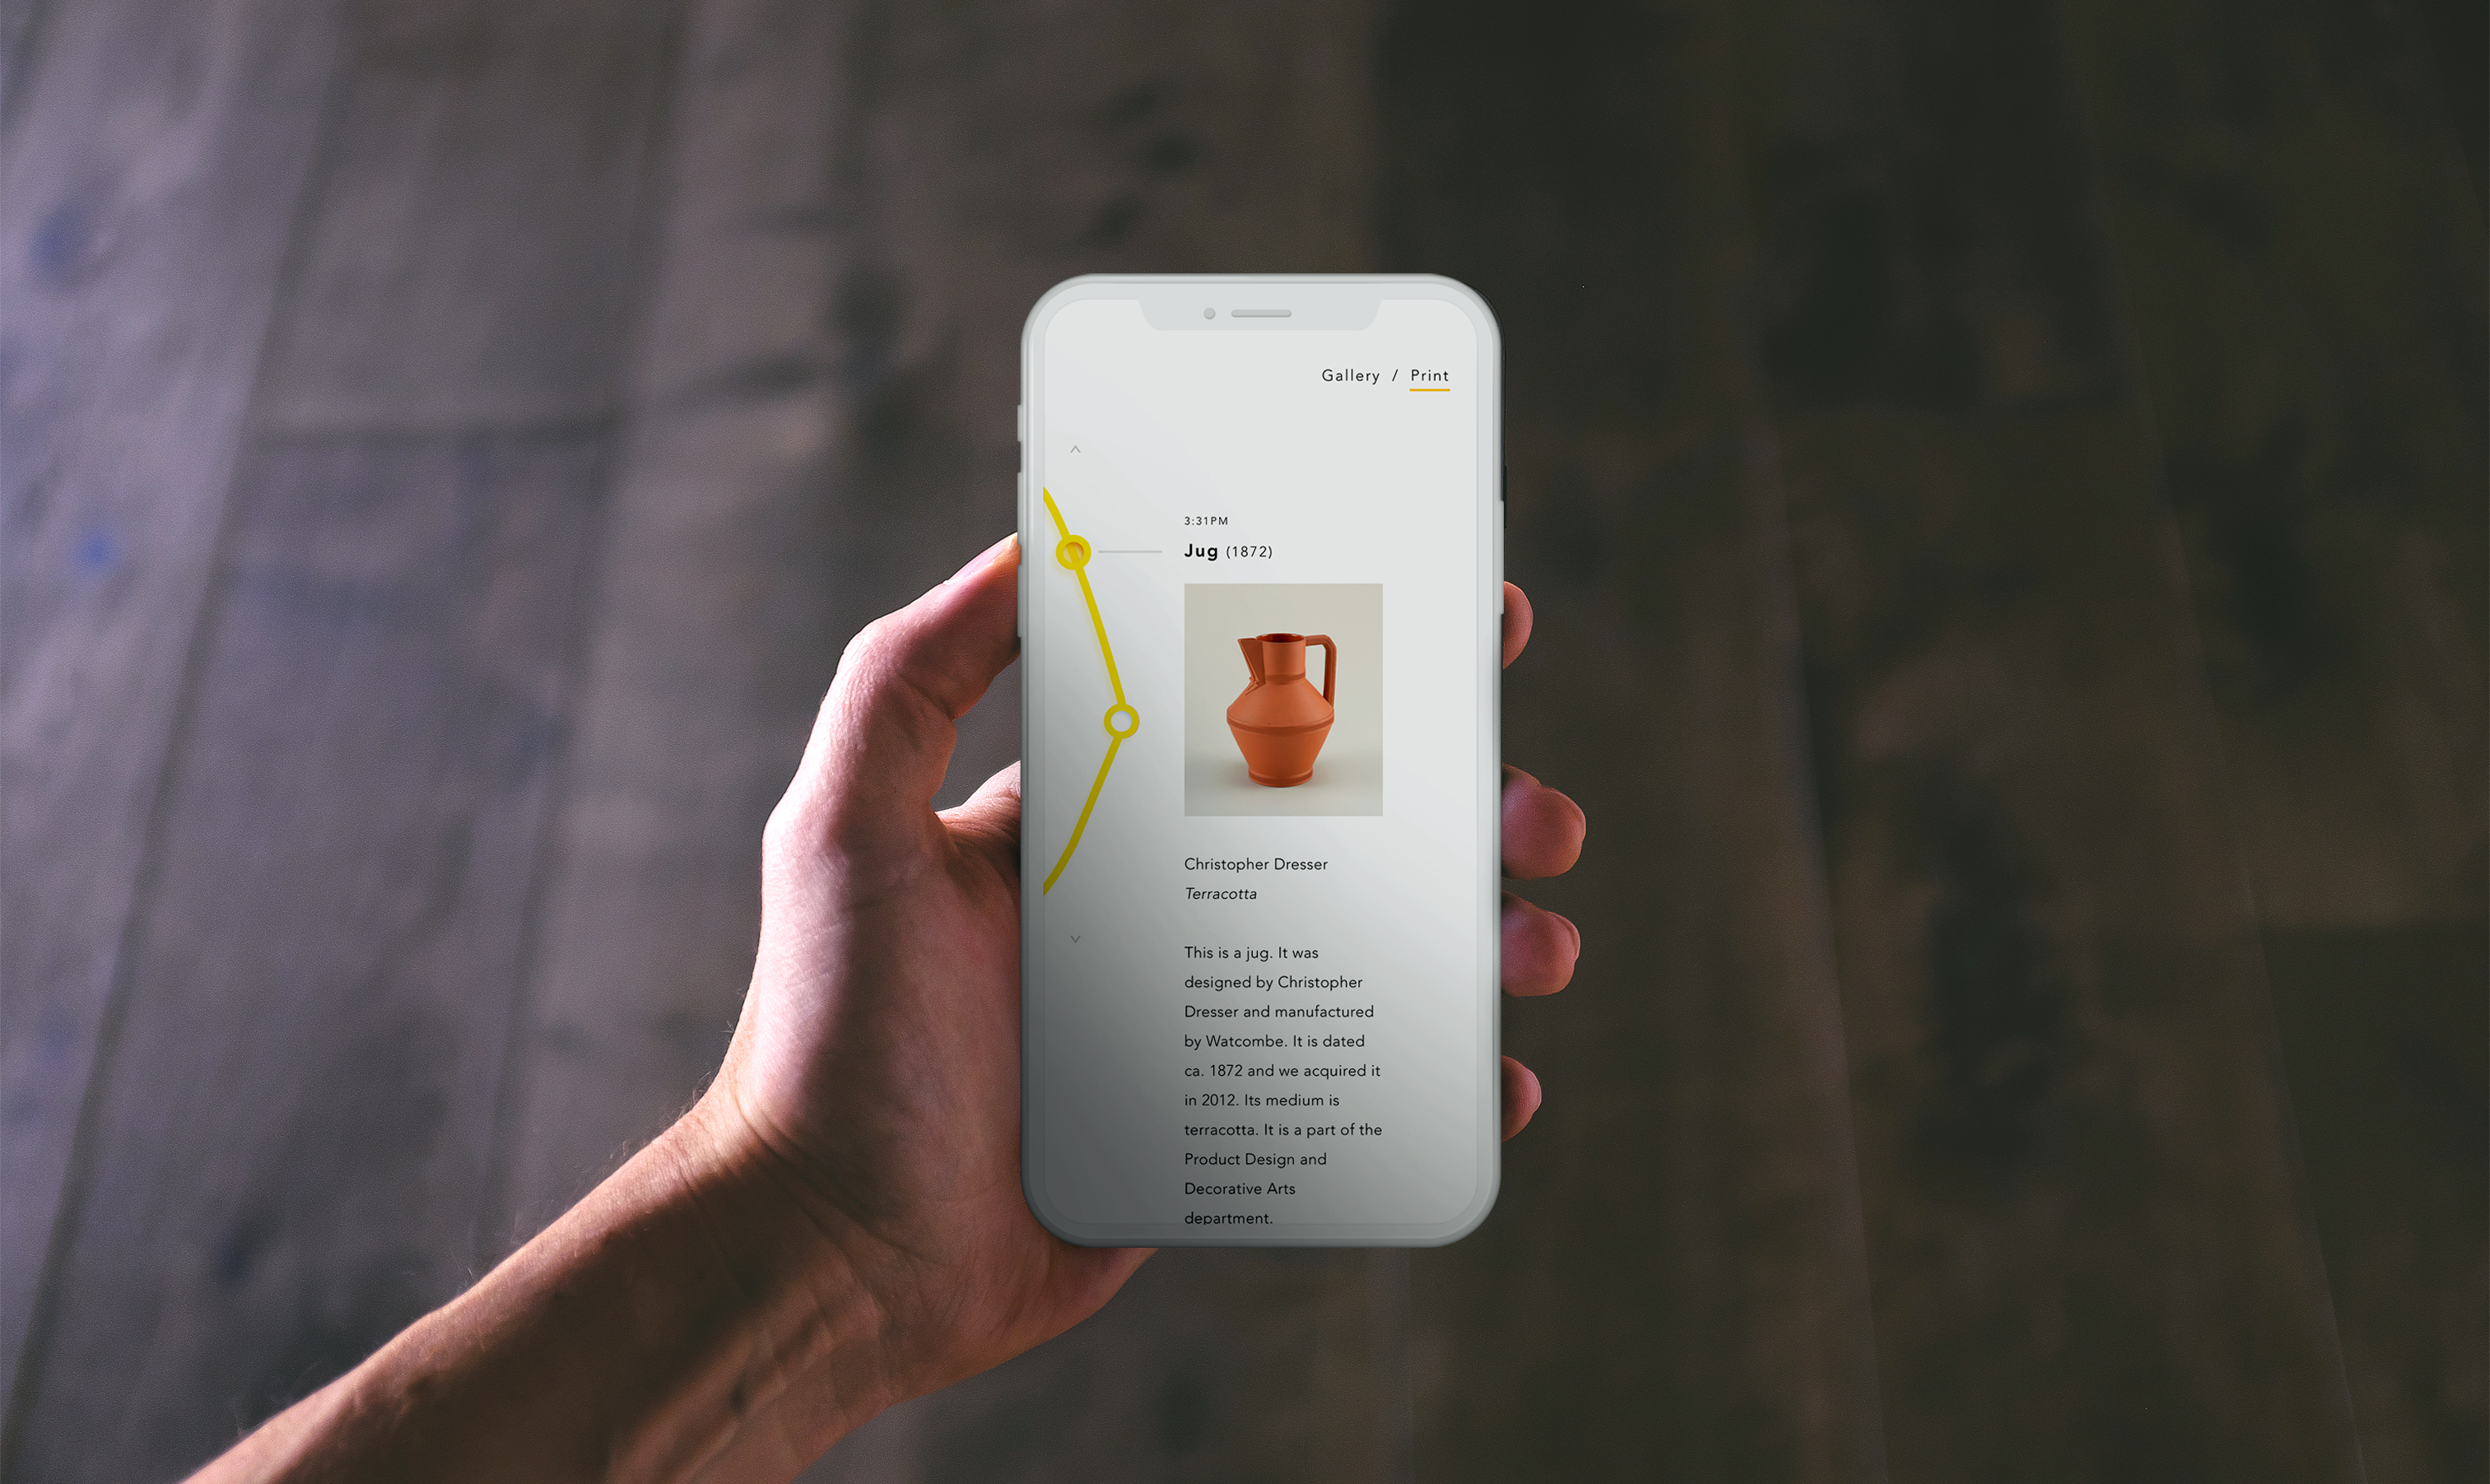 Gallery / Print
3:31PM
Jug (1872)
Christopher Dresser
Terracotta
This is a jug. It was
designed by Christopher
Dresser and manufactured
by Watcombe. It is dated
ca. 1872 and we acquired it
in 2012. Its medium is
terracotta. It is a part of the
Product Design and
Decorative Arts
department.